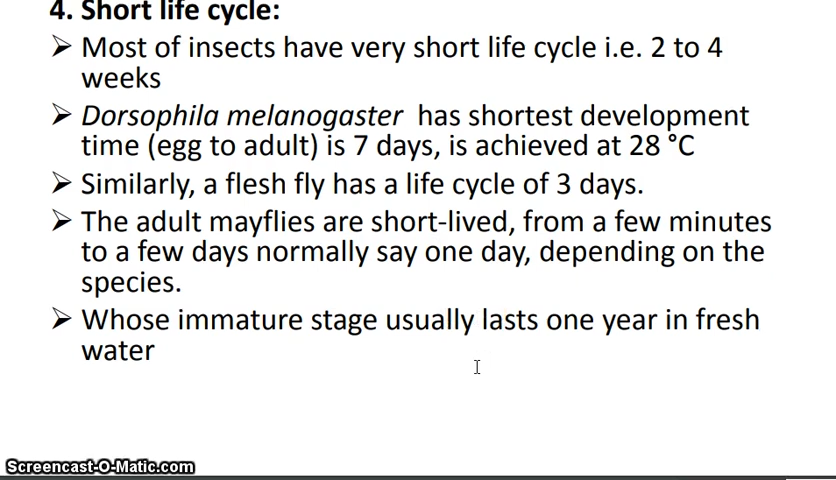 4. Short life cycle:
➢ Most of insects have very short life cycle i.e. 2 to 4
weeks
➢ Dorsophila melanogaster has shortest development
time (egg to adult) is 7 days, is achieved at 28 °C
➢ Similarly, a flesh fly has a life cycle of 3 days.
➢ The adult mayflies are short-lived, from a few minutes
to a few days normally say one day, depending on the
species.
➢ Whose immature stage usually lasts one year in fresh
water
Screencast-O-Matic.com